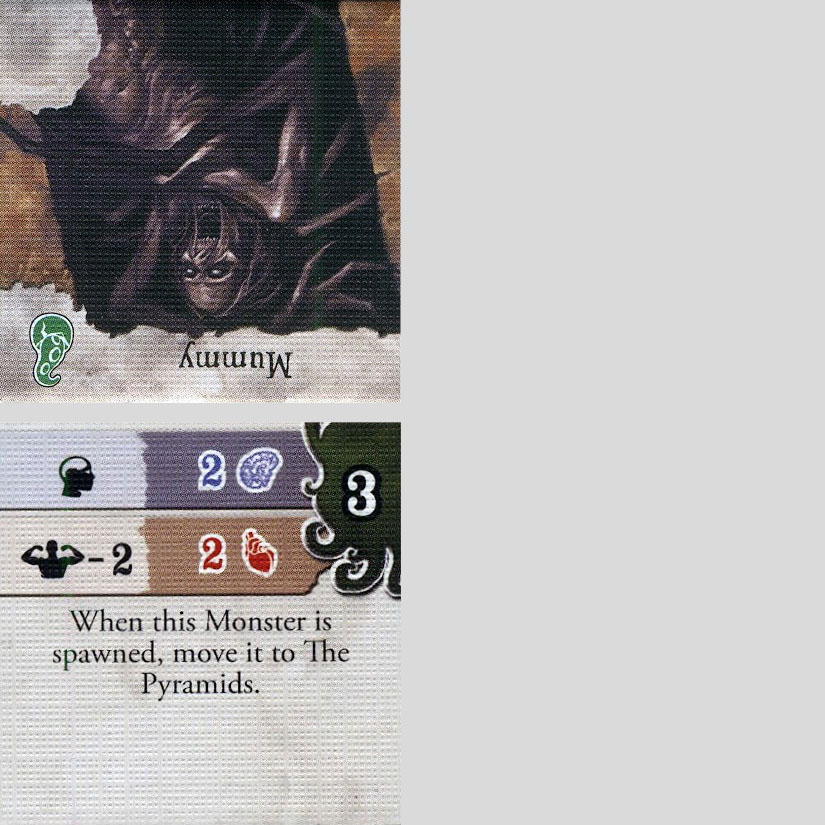 Mummy
2
3
- 2
2
When this Monster is
spawned, move it to The
Pyramids.